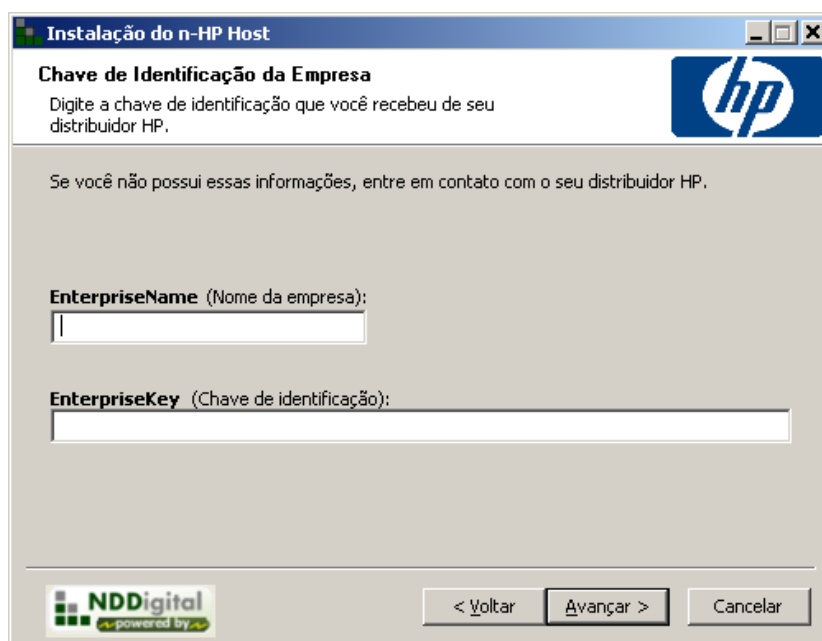 Instalação do n-HP Host
Chave de Identificação da Empresa
Digite a chave de identificação que você recebeu de seu
distribuidor HP.
hp
Se você não possui essas informações, entre em contato com o seu distribuidor HP.
EnterpriseName (Nome da empresa):
EnterpriseKey (Chave de identificação):
NDDigital
powered by
< Voltar
Avançar >
Cancelar